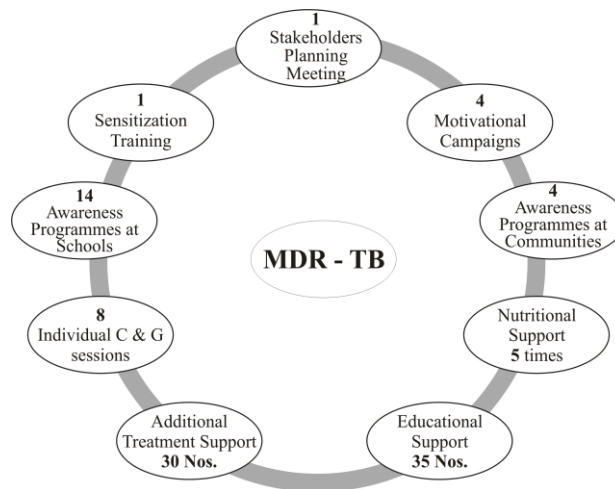 1
Stakeholders
Planning
Meeting
1
Sensitization
Training
4
Motivational
Campaigns
14
Awareness
Programmes at
Schools
4
Awareness
Programmes at
Communities
MDR - TB
8
Individual C & G
sessions
Nutritional
Support
5 times
Additional
Treatment Support
30 Nos.
Educational
Support
35 Nos.